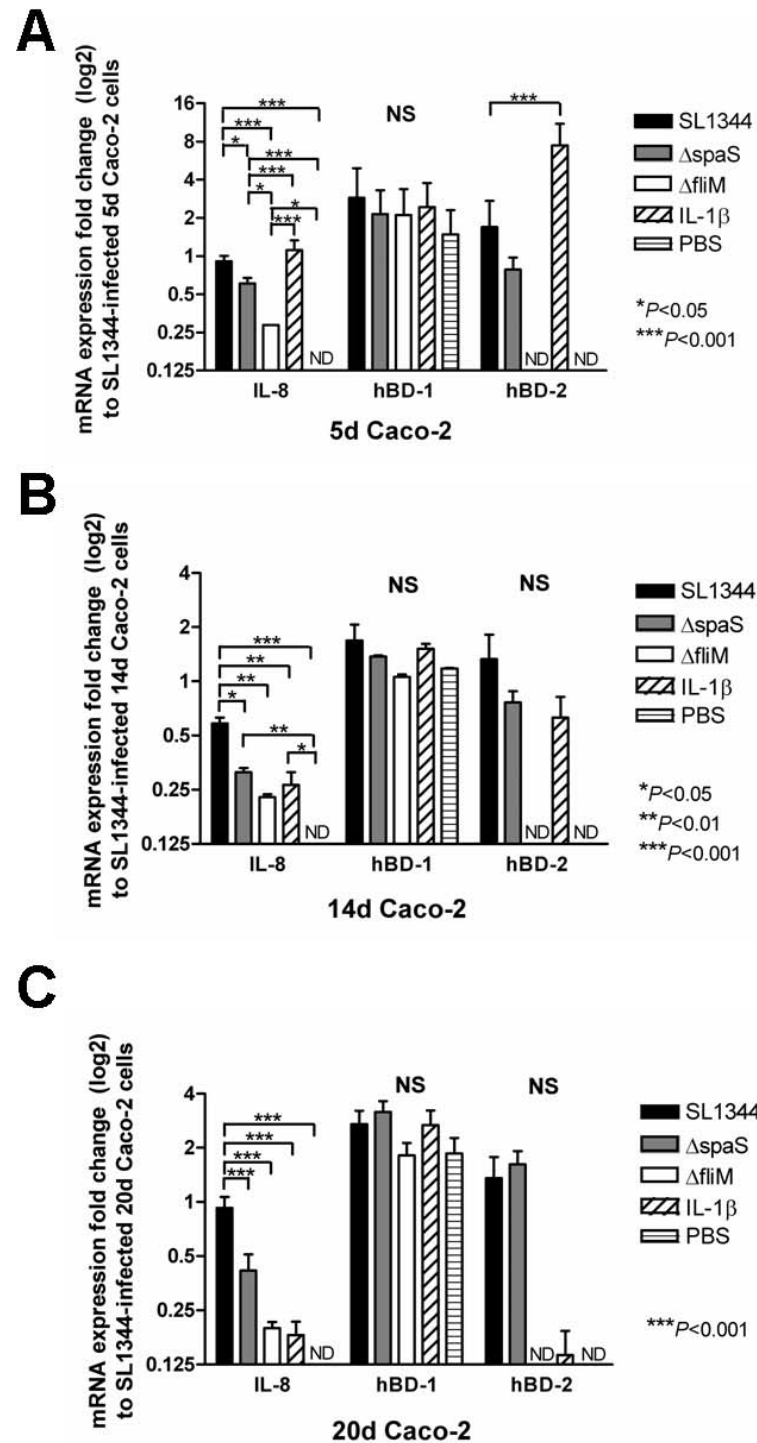 A
mRNA expression fold change (log2)
to SL1344-infected 5d Caco-2 cells
16
8
4
2
1
0.5
0.25
0.125
***
***
*
***
***
*
*
***
ND
NS
***
ND
ND
IL-8
hBD-1
hBD-2
5d Caco-2
SL1344
ΔspaS
ΔfliM
IL-1β
PBS
*P<0.05
***P<0.001
B
mRNA expression fold change (log2)
to SL1344-infected 14d Caco-2 cells
4
2
1
0.5
0.25
0.125
***
**
**
*
**
*
ND
NS
NS
ND
ND
IL-8
hBD-1
hBD-2
14d Caco-2
SL1344
ΔspaS
ΔfliM
IL-1β
PBS
*P<0.05
**P<0.01
***P<0.001
C
mRNA expression fold change (log2)
to SL1344-infected 20d Caco-2 cells
4
2
1
0.5
0.25
0.125
***
***
***
***
ND
NS
NS
ND
ND
IL-8
hBD-1
hBD-2
20d Caco-2
SL1344
ΔspaS
ΔfliM
IL-1β
PBS
***P<0.001